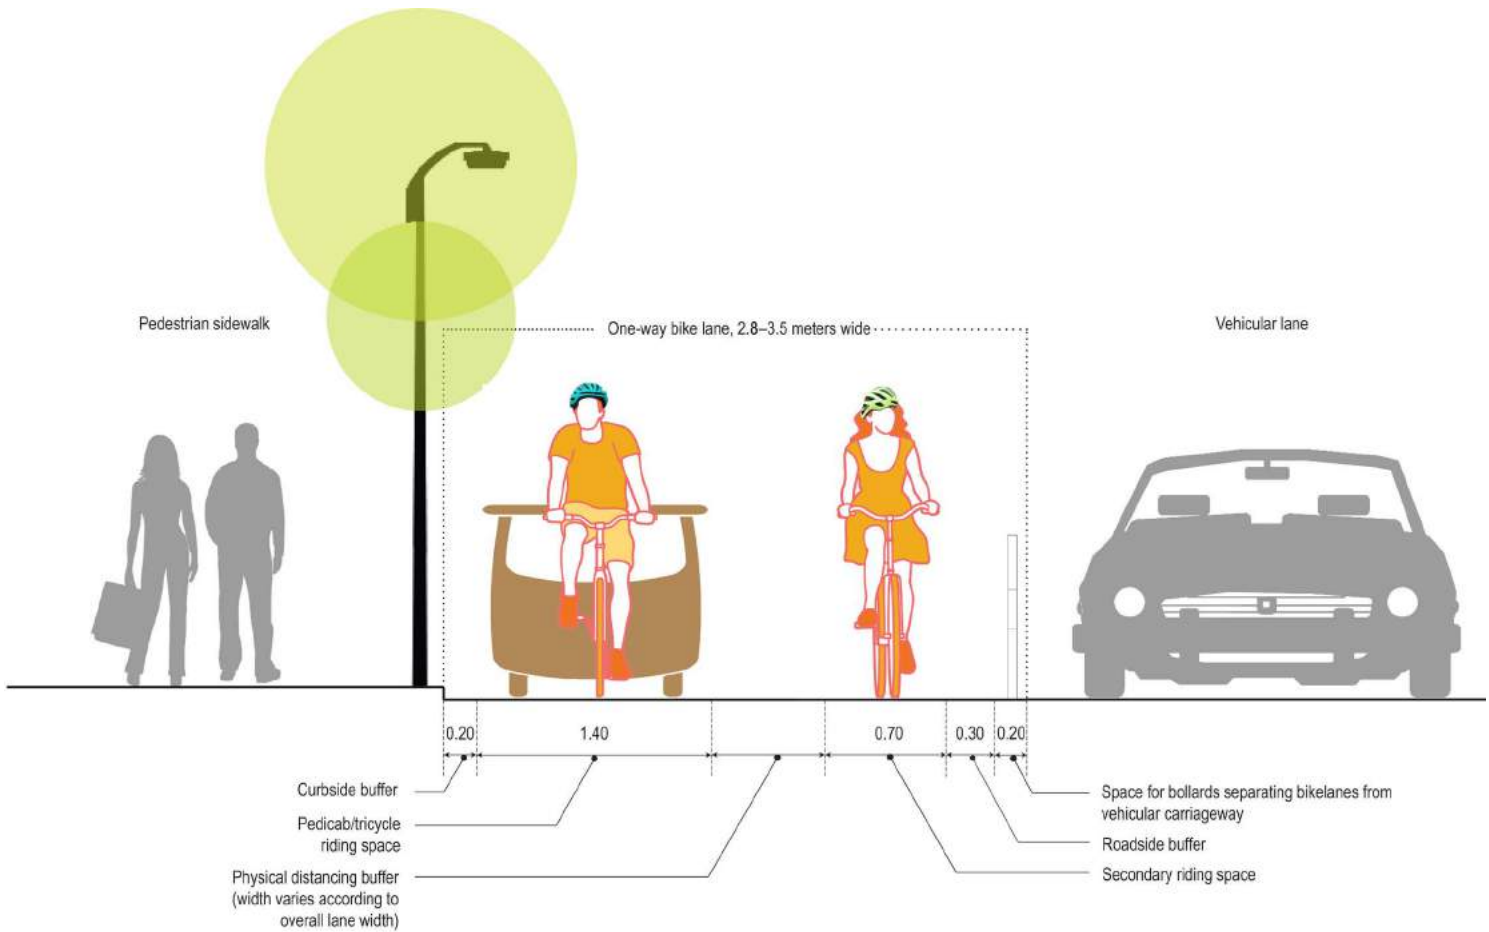 Pedestrian sidewalk
One-way bike lane, 2.8–3.5 meters wide
Vehicular lane
0.20
1.40
0.70
0.30
0.20
Curbside buffer
Pedicab/tricycle
riding space
Physical distancing buffer
(width varies according to
overall lane width)
Space for bollards separating bikelanes from
vehicular carriageway
Roadside buffer
Secondary riding space